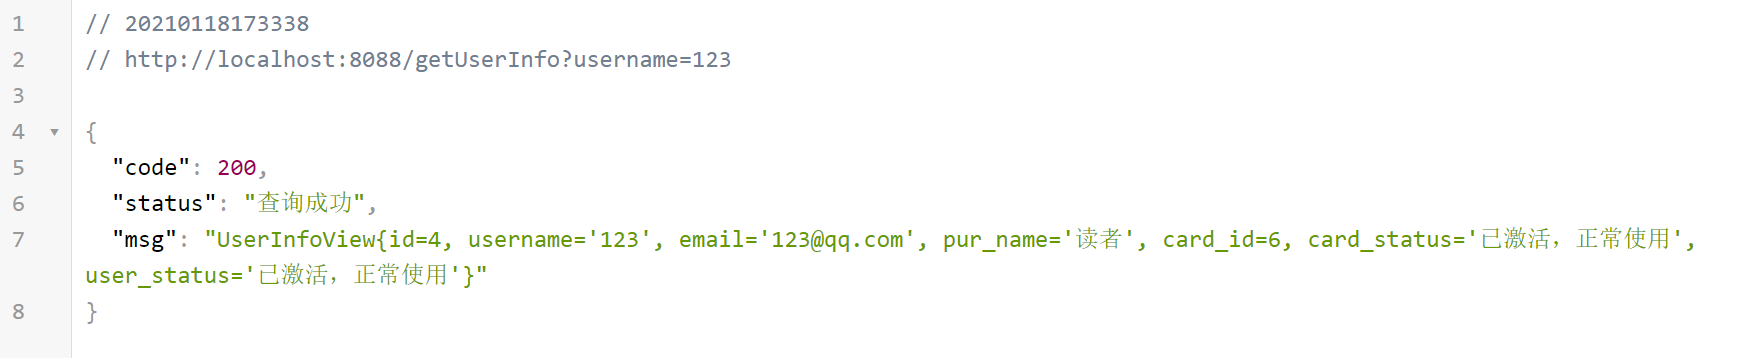 1 // 20210118173338
2 // http://localhost:8088/getUserInfo?username=123
3
4 {
5 "code": 200,
6 "status": "查询成功",
7 "msg": "UserInfoView{id=4, username='123', email='123@qq.com', pur_name='读者', card_id=6, card_status='已激活，正常使用',
user_status='已激活，正常使用'}"
8 }